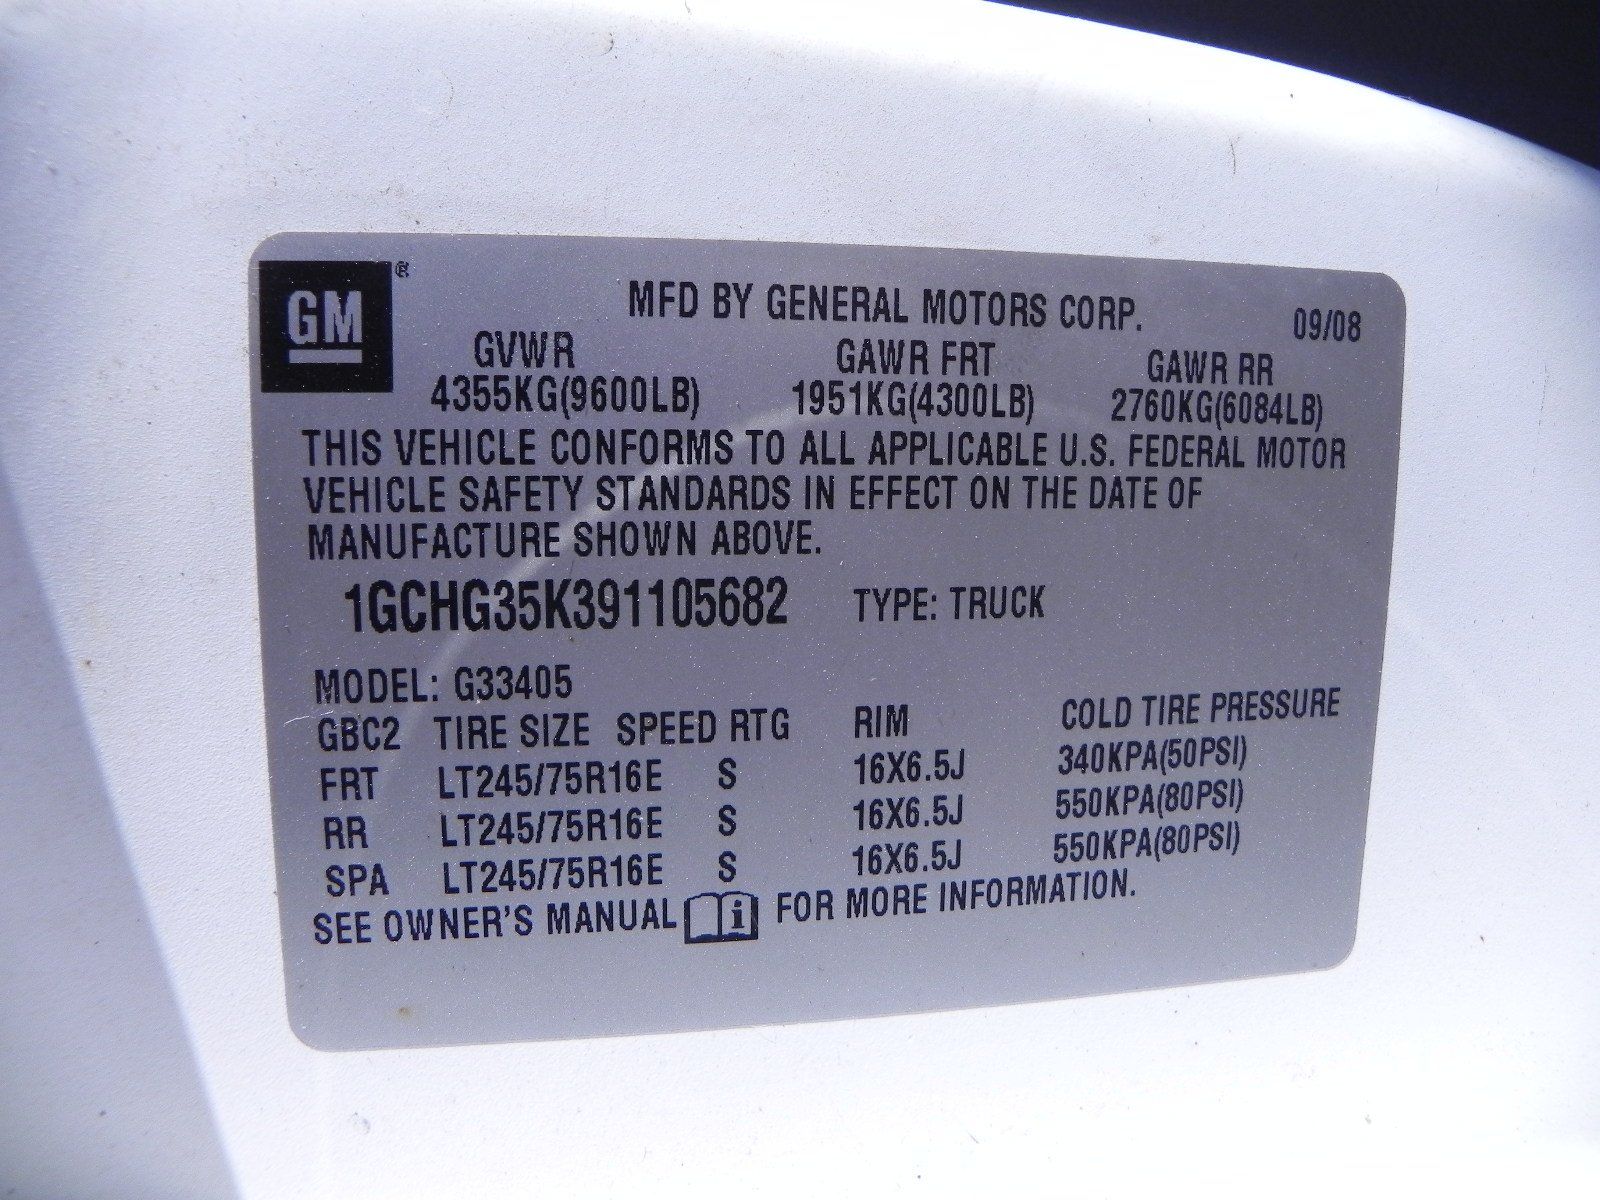 GM®
MFD BY GENERAL MOTORS CORP. 09/08
GVWR GAWR FRT GAWR RR
4355KG(9600LB) 1951KG(4300LB) 2760KG(6084LB)
THIS VEHICLE CONFORMS TO ALL APPLICABLE U.S. FEDERAL MOTOR
VEHICLE SAFETY STANDARDS IN EFFECT ON THE DATE OF
MANUFACTURE SHOWN ABOVE.
1GCHG35K391105682 TYPE: TRUCK
MODEL: G33405
GBC2 TIRE SIZE SPEED RTG RIM COLD TIRE PRESSURE
FRT LT245/75R16E S 16X6.5J 340KPA(50PSI)
RR LT245/75R16E S 16X6.5J 550KPA(80PSI)
SPA LT245/75R16E S 16X6.5J 550KPA(80PSI)
SEE OWNER'S MANUAL i FOR MORE INFORMATION.